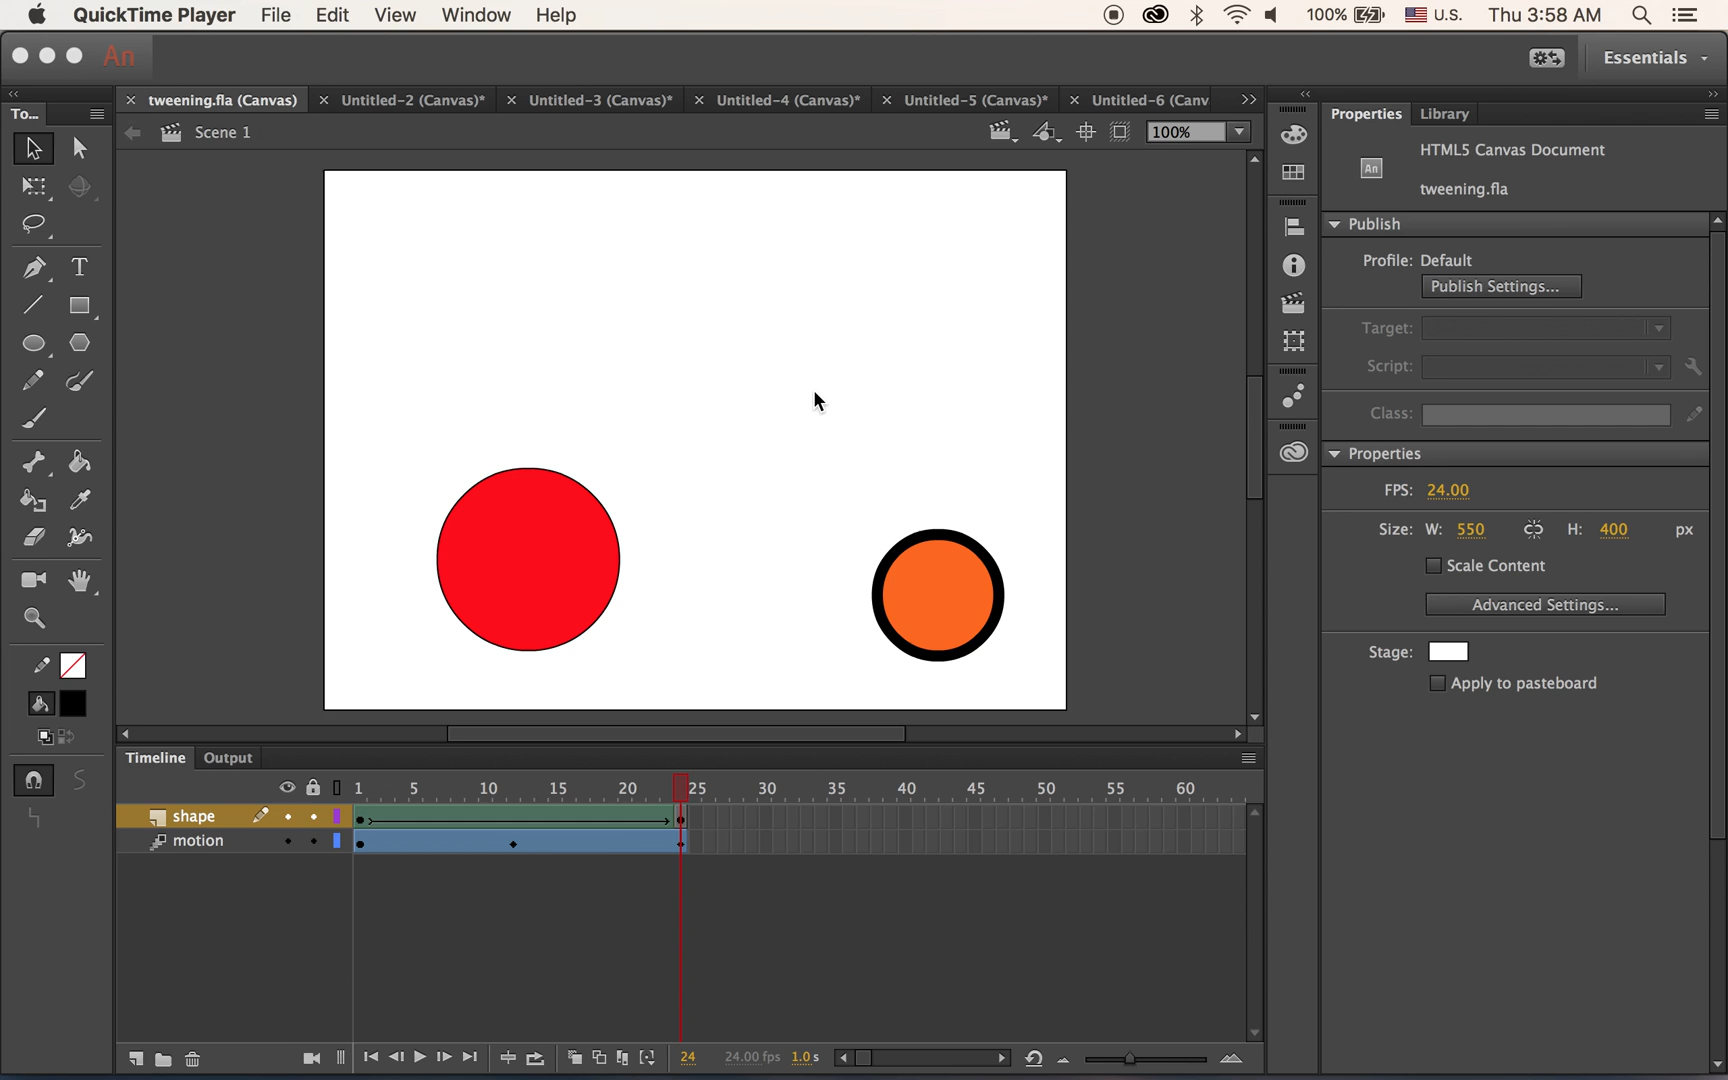 QuickTime Player File Edit View Window Help 100% U.S. Thu 3:58 AM
An Essentials
To... tweening.fla (Canvas) Untitled-2 (Canvas)* Untitled-3 (Canvas)* Untitled-4 (Canvas)* Untitled-5 (Canvas)* Untitled-6 (Canv
Scene 1 100%
Properties Library
HTML5 Canvas Document
An
tweening.fla
Publish
Profile: Default
Publish Settings...
Target:
Script:
Class:
Properties
FPS: 24.00
Size: W: 550 H: 400 px
Scale Content
Advanced Settings...
Stage:
Apply to pasteboard
T
Timeline Output
1 5 10 15 20 25 30 35 40 45 50 55 60
shape
motion
24 24.00 fps 1.0 s